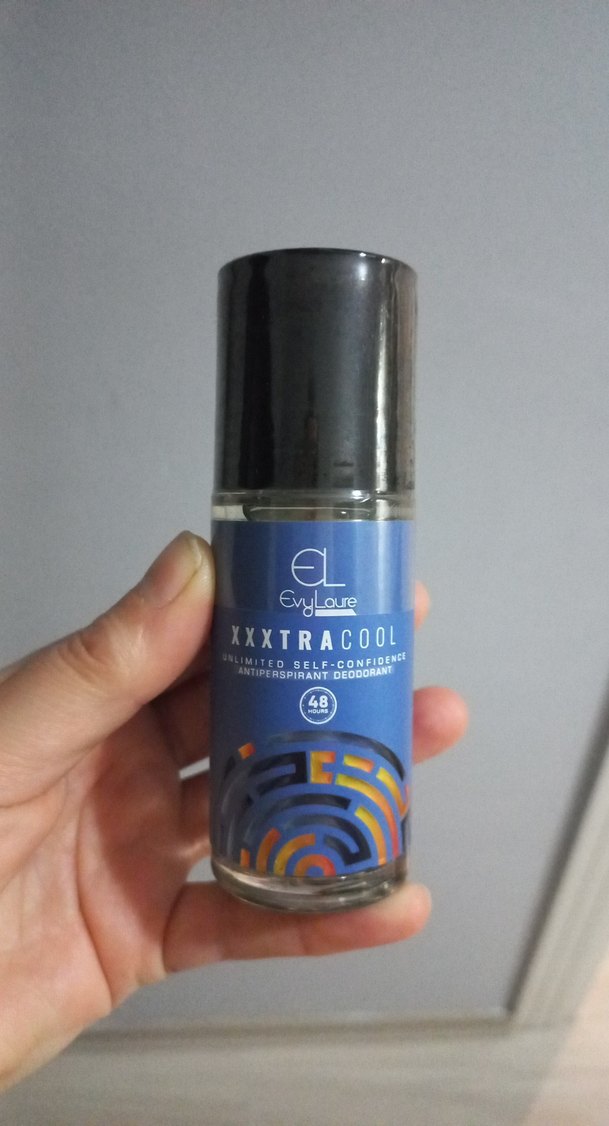 EL
EvyLaure
XXXTRACOOL
UNLIMITED SELF-CONFIDENCE
ANTIPERSPIRANT DEODORANT
48
HOURS